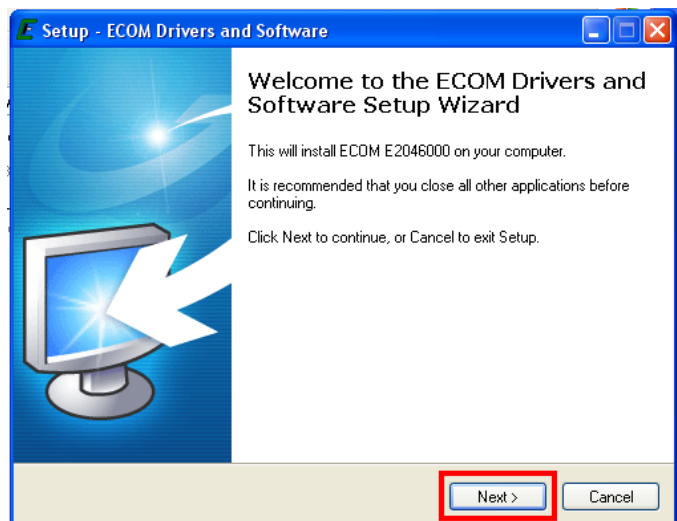 Setup - ECOM Drivers and Software
Welcome to the ECOM Drivers and
Software Setup Wizard
This will install ECOM E2046000 on your computer.
It is recommended that you close all other applications before
continuing.
Click Next to continue, or Cancel to exit Setup.
Next >
Cancel